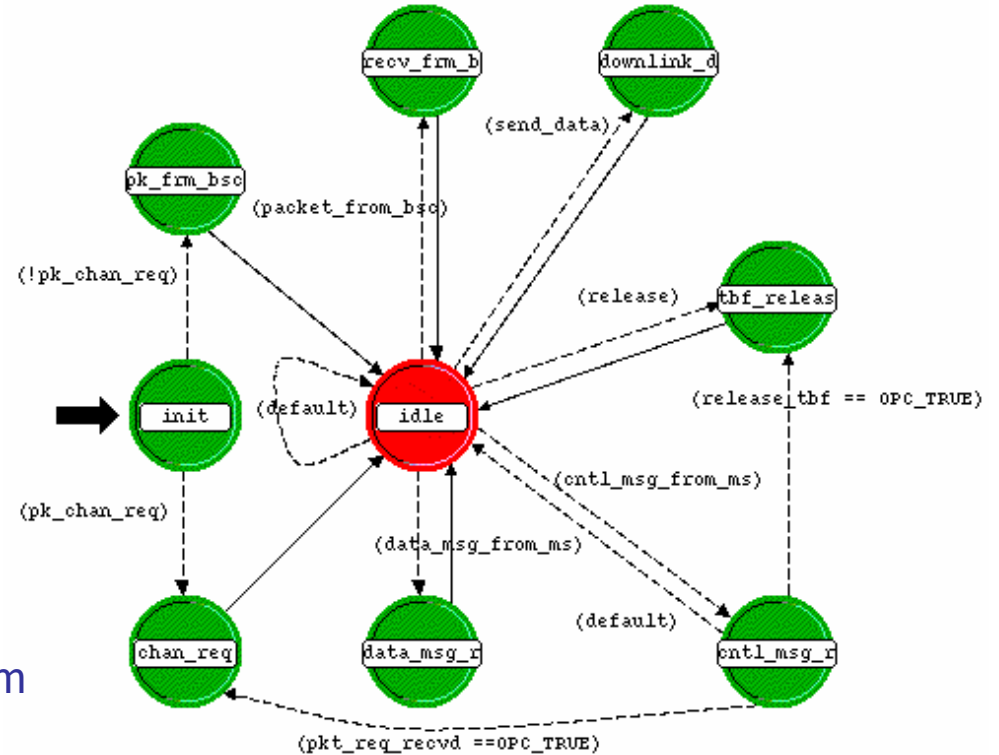 recv_frm_b
downlink_d
(send_data)
pk_frm_bsc
(packet_from_bsc)
(!pk_chan_req)
(release)
tbf_releas
init
(default)
idle
(release_tbf == OPC_TRUE)
(cntl_msg_from_ms)
(pk_chan_req)
(data_msg_from_ms)
(default)
chan_req
data_msg_r
cntl_msg_r
m
(pkt_req_recvd ==OPC_TRUE)